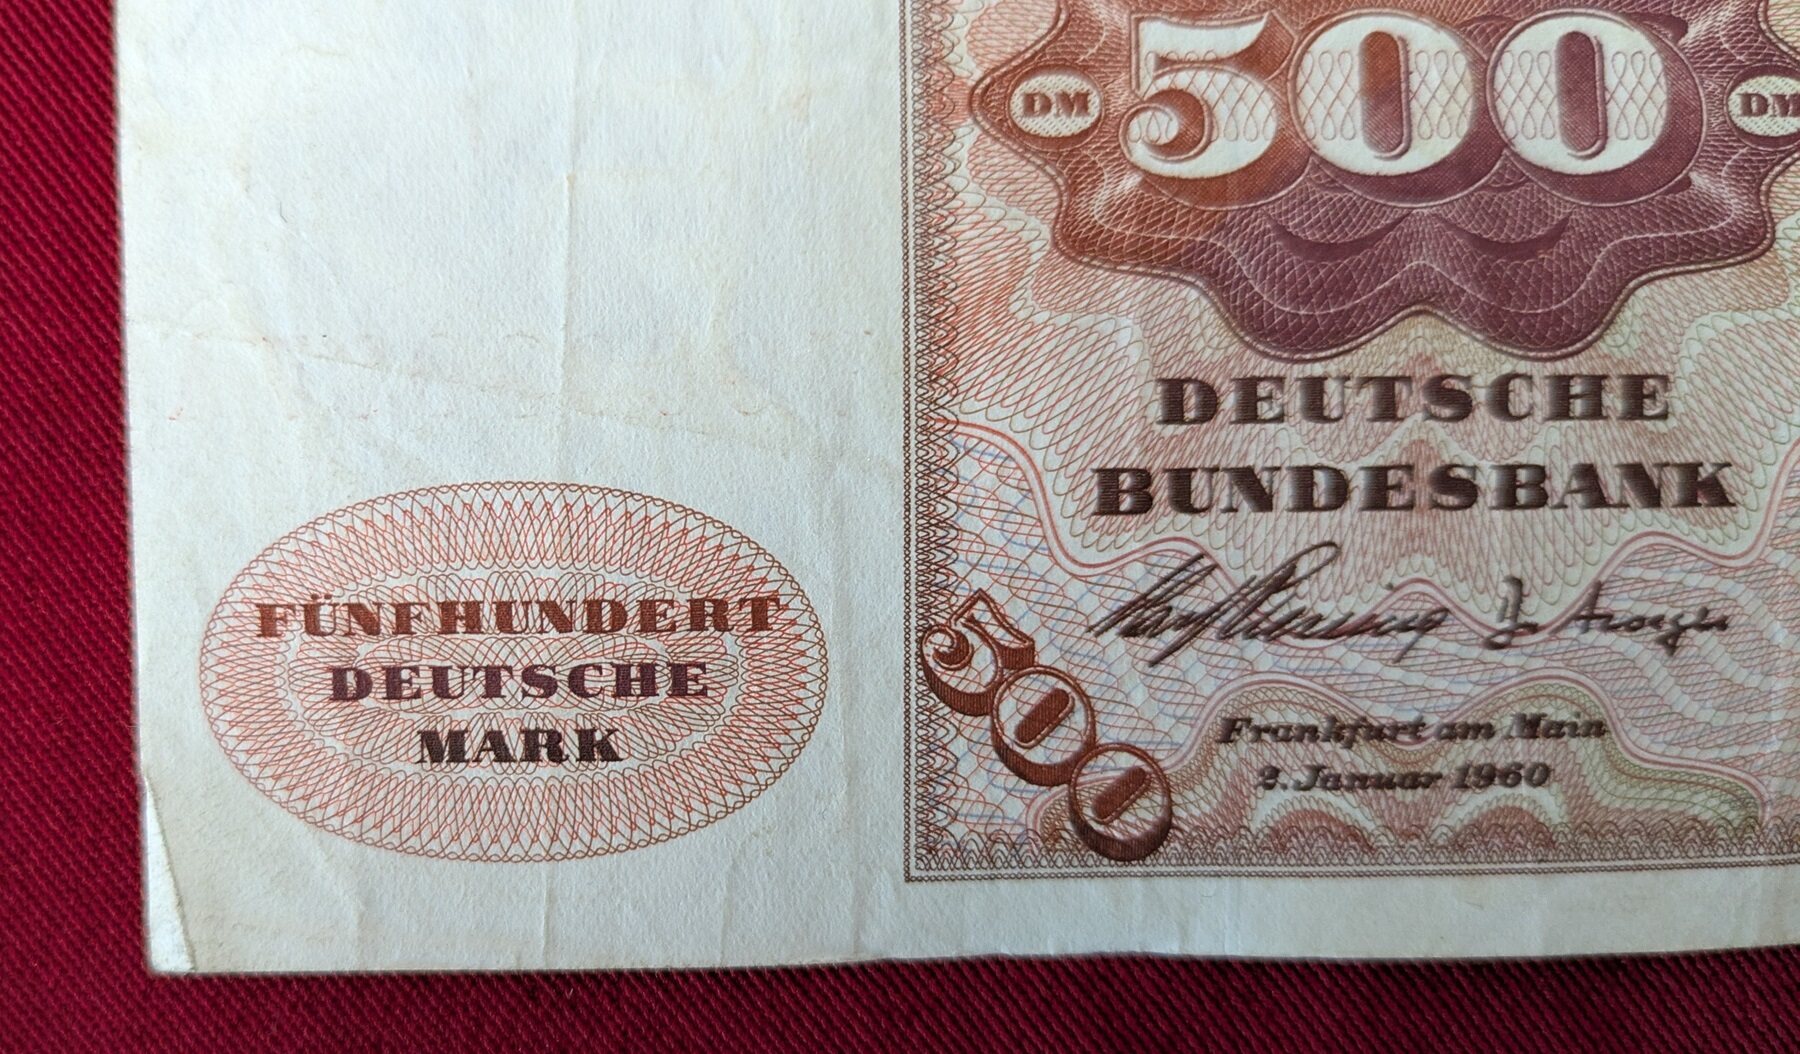 DM 500 DM
DEUTSCHE
BUNDESBANK
500
Frankfurt am Main
2. Januar 1960
FÜNFHUNDERT
DEUTSCHE
MARK